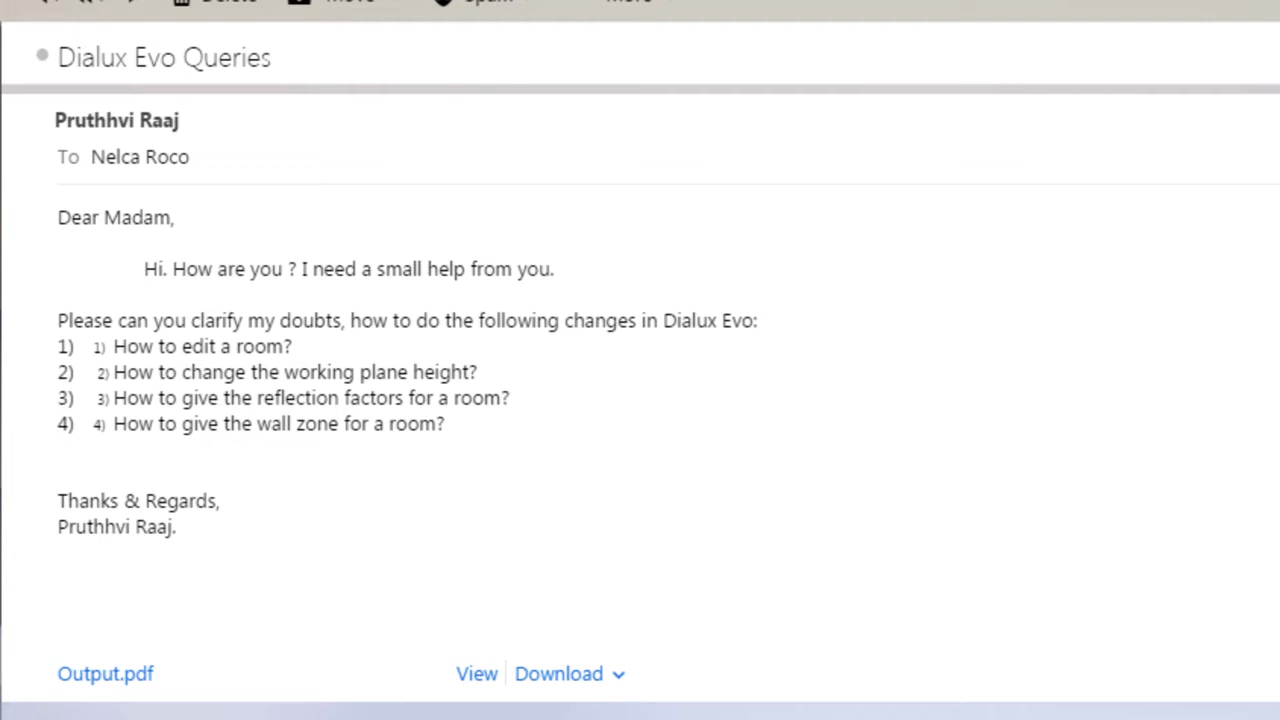 Dialux Evo Queries
Pruthhvi Raaj
To Nelca Roco
Dear Madam,
Hi. How are you ? I need a small help from you.
Please can you clarify my doubts, how to do the following changes in Dialux Evo:
1) 1) How to edit a room?
2) 2) How to change the working plane height?
3) 3) How to give the reflection factors for a room?
4) 4) How to give the wall zone for a room?
Thanks & Regards,
Pruthhvi Raaj.
Output.pdf View Download